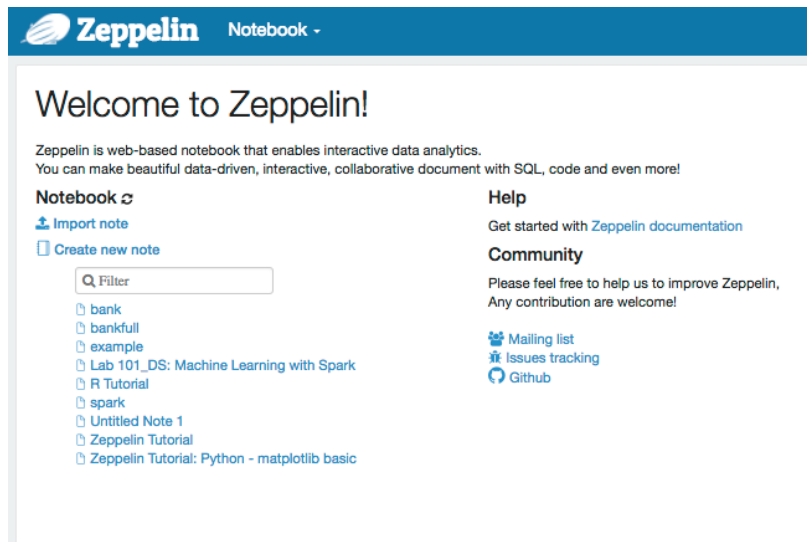 Zeppelin Notebook
Welcome to Zeppelin!
Zeppelin is web-based notebook that enables interactive data analytics.
You can make beautiful data-driven, interactive, collaborative document with SQL, code and even more!
Notebook
Import note
Create new note
Filter
bank
bankfull
example
Lab 101_DS: Machine Learning with Spark
R Tutorial
spark
Untitled Note 1
Zeppelin Tutorial
Zeppelin Tutorial: Python - matplotlib basic
Help
Get started with Zeppelin documentation
Community
Please feel free to help us to improve Zeppelin,
Any contribution are welcome!
Mailing list
Issues tracking
Github